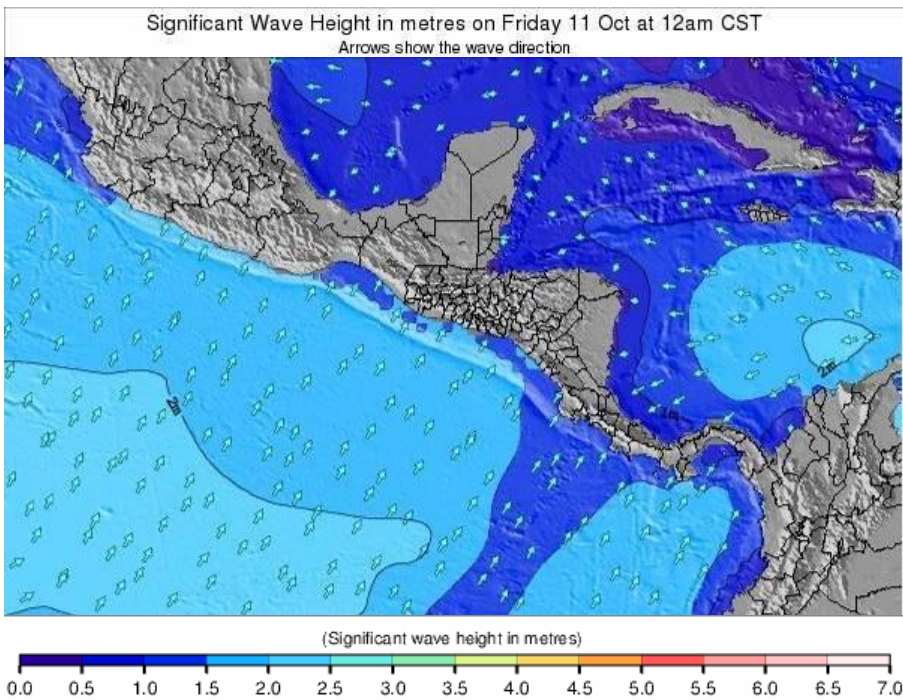 Significant Wave Height in metres on Friday 11 Oct at 12am CST
Arrows show the wave direction
2m
2m
1m
(Significant wave height in metres)
0.0 0.5 1.0 1.5 2.0 2.5 3.0 3.5 4.0 4.5 5.0 5.5 6.0 6.5 7.0